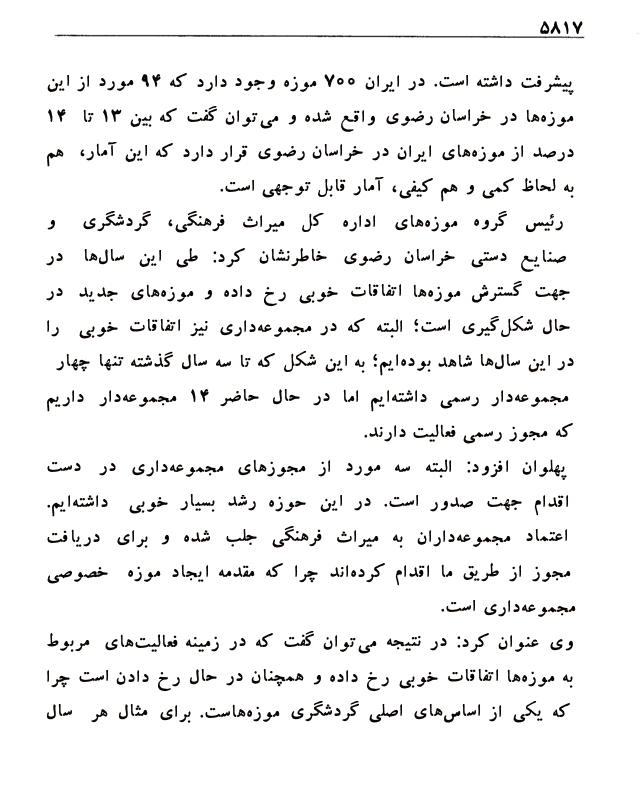 ۵۸۱۷
پیشرفت داشته است. در ایران ۷۰۰ موزه وجود دارد که ۹۴ مورد از این
موزه‌ها در خراسان رضوی واقع شده و می‌توان گفت که بین ۱۳ تا ۱۴
درصد از موزه‌های ایران در خراسان رضوی قرار دارد که این آمار، هم
به لحاظ کمی و هم کیفی، آمار قابل توجهی است.
رئیس گروه موزه‌های اداره کل میراث فرهنگی، گردشگری و
صنایع دستی خراسان رضوی خاطرنشان کرد: طی این سال‌ها در
جهت گسترش موزه‌ها اتفاقات خوبی رخ داده و موزه‌های جدید در
حال شکل‌گیری است؛ البته که در مجموعه‌داری نیز اتفاقات خوبی را
در این سال‌ها شاهد بوده‌ایم؛ به این شکل که تا سه سال گذشته تنها چهار
مجموعه‌دار رسمی داشته‌ایم اما در حال حاضر ۱۴ مجموعه‌دار داریم
که مجوز رسمی فعالیت دارند.
پهلوان افزود: البته سه مورد از مجوزهای مجموعه‌داری در دست
اقدام جهت صدور است. در این حوزه رشد بسیار خوبی داشته‌ایم.
اعتماد مجموعه‌داران به میراث فرهنگی جلب شده و برای دریافت
مجوز از طریق ما اقدام کرده‌اند چرا که مقدمه ایجاد موزه خصوصی
مجموعه‌داری است.
وی عنوان کرد: در نتیجه می‌توان گفت که در زمینه فعالیت‌های مربوط
به موزه‌ها اتفاقات خوبی رخ داده و همچنان در حال رخ دادن است چرا
که یکی از اساس‌های اصلی گردشگری موزه‌هاست. برای مثال هر سال